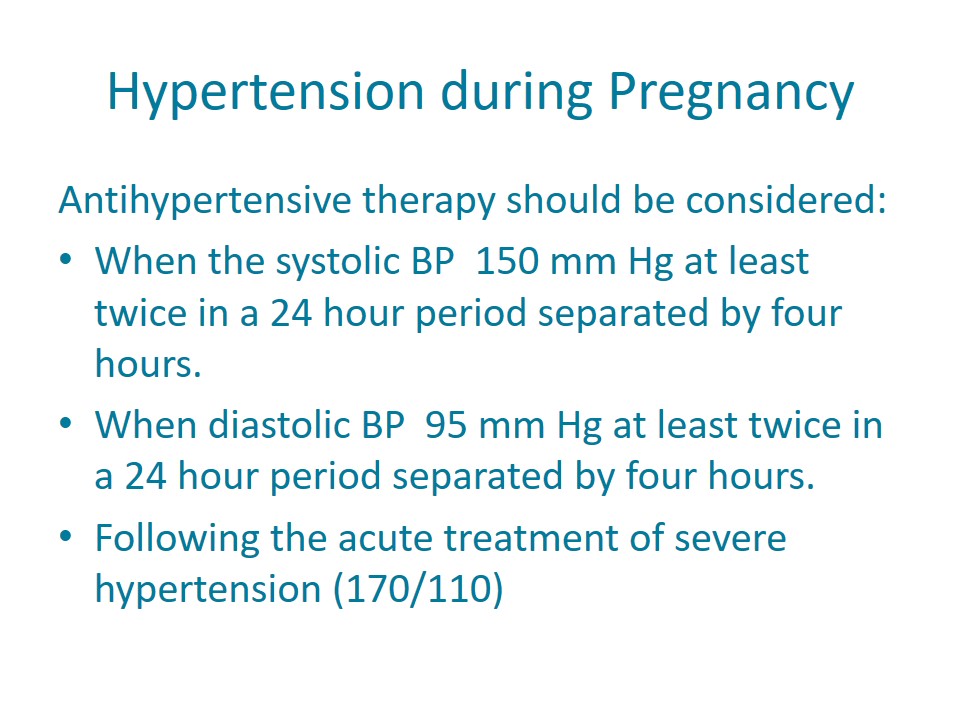 Hypertension during Pregnancy
Antihypertensive therapy should be considered:
• When the systolic BP  150 mm Hg at least
twice in a 24 hour period separated by four
hours.
• When diastolic BP  95 mm Hg at least twice in
a 24 hour period separated by four hours.
• Following the acute treatment of severe
hypertension (170/110)